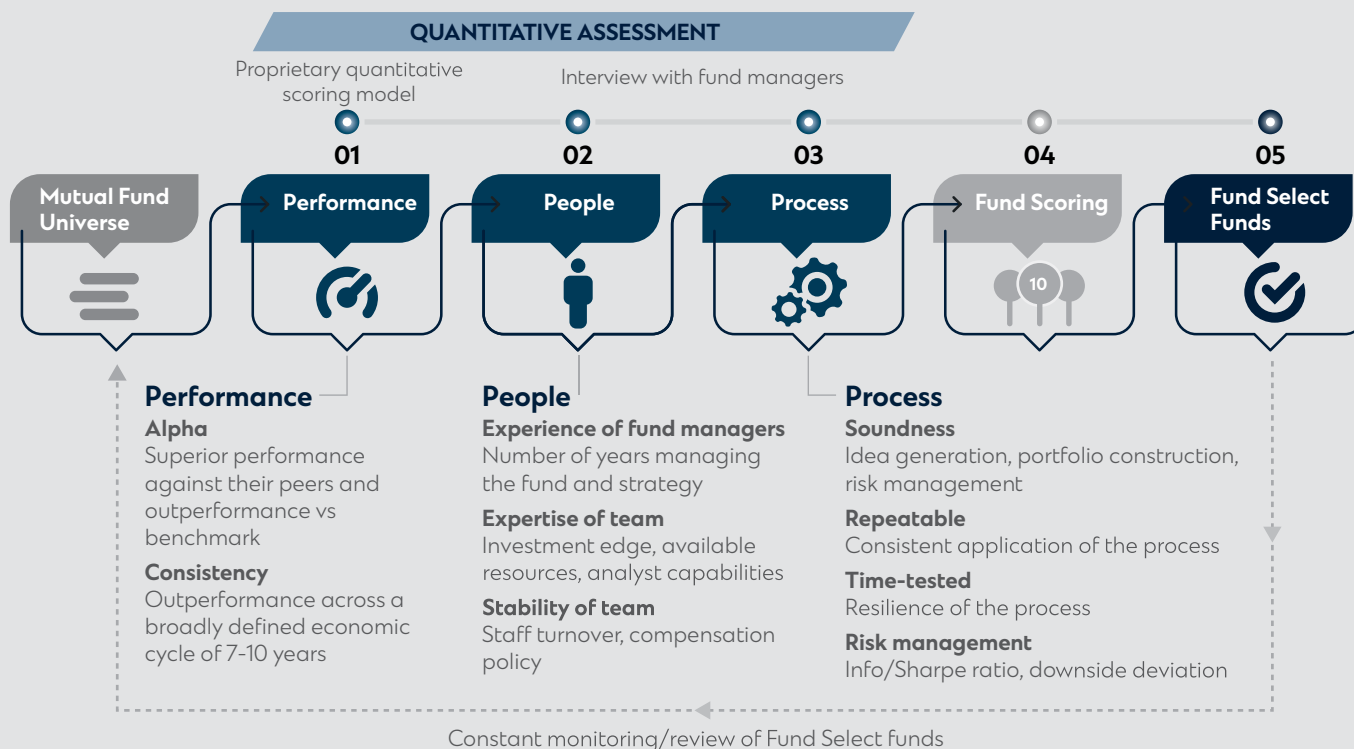 QUANTITATIVE ASSESSMENT
Proprietary quantitative
scoring model
Interview with fund managers
01
02
03
04
05
Mutual Fund
Universe
Performance
People
Process
Fund Scoring
10
Fund Select
Funds
Performance
Alpha
Superior performance
against their peers and
outperformance vs
benchmark
Consistency
Outperformance across a
broadly defined economic
cycle of 7-10 years
People
Experience of fund managers
Number of years managing
the fund and strategy
Expertise of team
Investment edge, available
resources, analyst capabilities
Stability of team
Staff turnover, compensation
policy
Process
Soundness
Idea generation, portfolio construction,
risk management
Repeatable
Consistent application of the process
Time-tested
Resilience of the process
Risk management
Info/Sharpe ratio, downside deviation
Constant monitoring/review of Fund Select funds